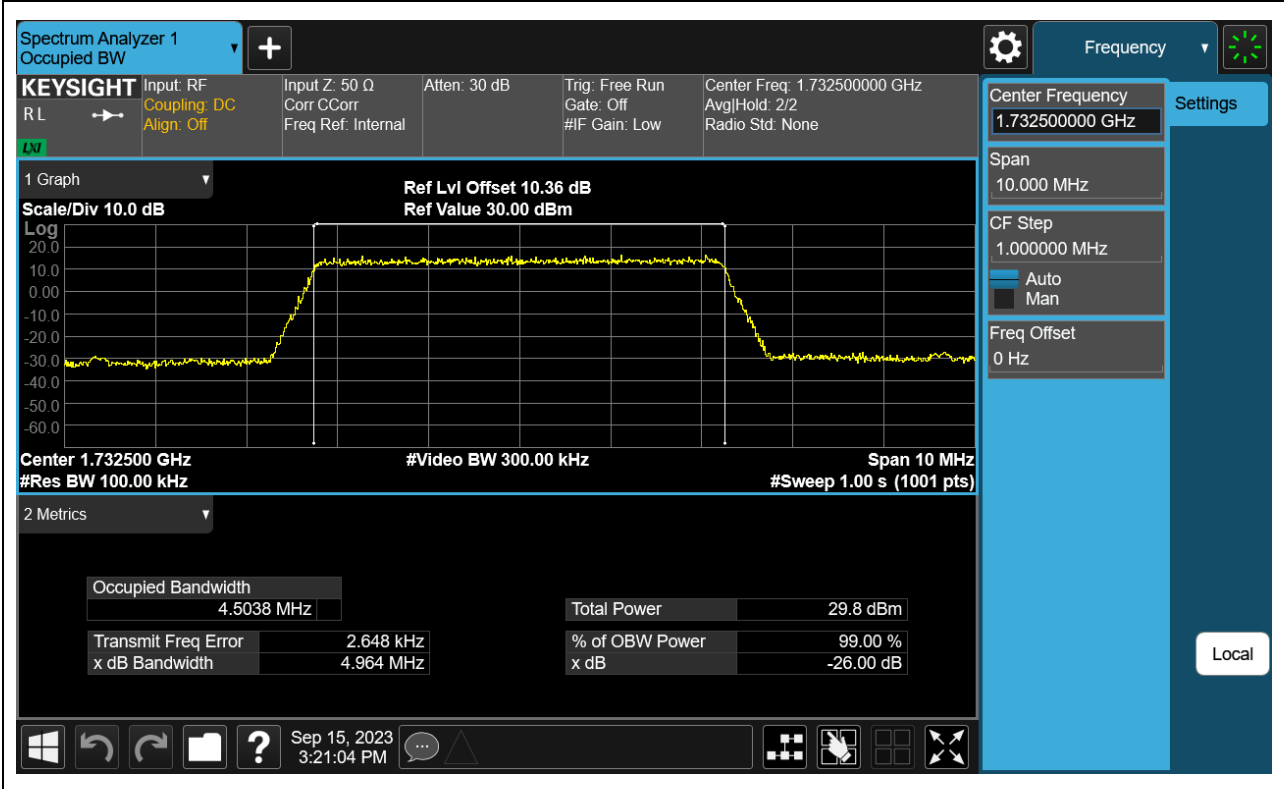 Spectrum Analyzer 1
Occupied BW
+
Frequency
KEYSIGHT
R L
LXI
Input: RF
Coupling: DC
Align: Off
Input Z: 50 Ω
Corr CCorr
Freq Ref: Internal
Atten: 30 dB
Trig: Free Run
Gate: Off
#IF Gain: Low
Center Freq: 1.732500000 GHz
Avg|Hold: 2/2
Radio Std: None
Center Frequency
1.732500000 GHz
Settings
Span
10.000 MHz
CF Step
1.000000 MHz
Auto
Man
Freq Offset
0 Hz
Local
1 Graph
Scale/Div 10.0 dB
Ref Lvl Offset 10.36 dB
Ref Value 30.00 dBm
Log
20.0
10.0
0.00
-10.0
-20.0
-30.0
-40.0
-50.0
-60.0
Center 1.732500 GHz
#Video BW 300.00 kHz
Span 10 MHz
#Res BW 100.00 kHz
#Sweep 1.00 s (1001 pts)
2 Metrics
Occupied Bandwidth
4.5038 MHz
Total Power 29.8 dBm
Transmit Freq Error 2.648 kHz
% of OBW Power 99.00 %
x dB Bandwidth 4.964 MHz
x dB -26.00 dB
?
Sep 15, 2023
3:21:04 PM